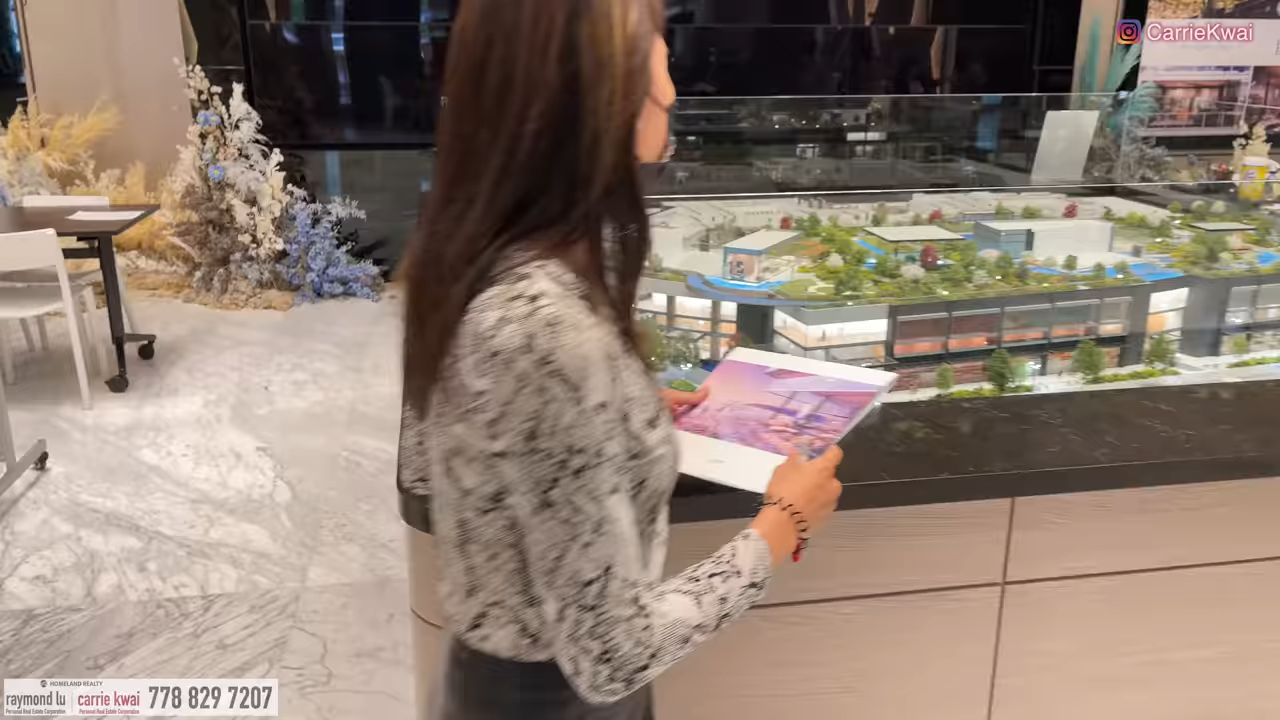 CarrieKwai
HOMELAND REALTY
raymond lu
Personal Real Estate Corporation
carrie kwai
Personal Real Estate Corporation
778 829 7207